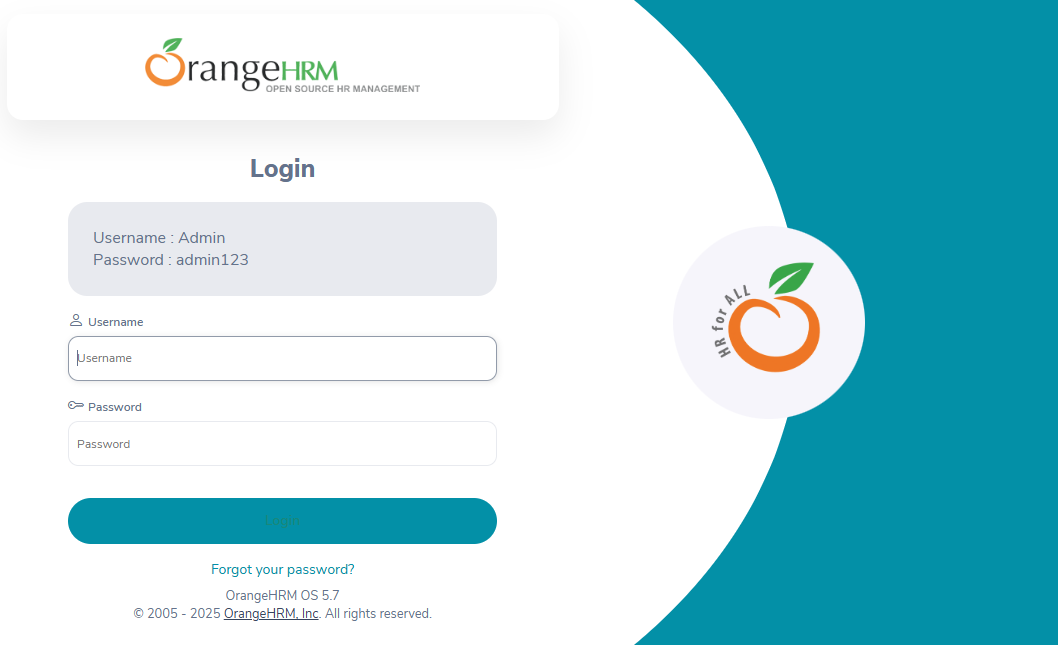 OrangeHRM
OPEN SOURCE HR MANAGEMENT
Login
Username : Admin
Password : admin123
Username
Username
Password
Password
Login
Forgot your password?
OrangeHRM OS 5.7
© 2005 - 2025 OrangeHRM, Inc. All rights reserved.
HR for ALL